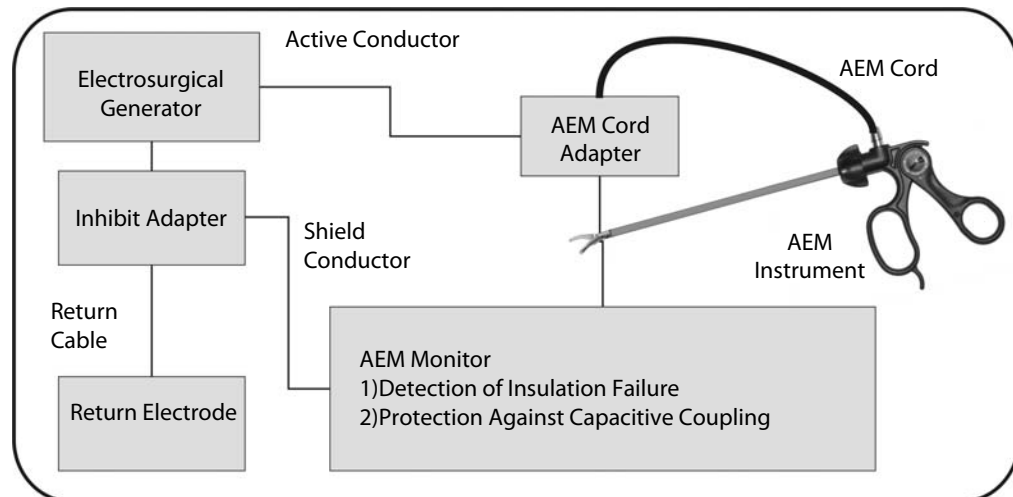 Active Conductor
Electrosurgical
Generator
AEM Cord
AEM Cord
Adapter
Inhibit Adapter
Shield
Conductor
AEM
Instrument
Return
Cable
Return Electrode
AEM Monitor
1)Detection of Insulation Failure
2)Protection Against Capacitive Coupling